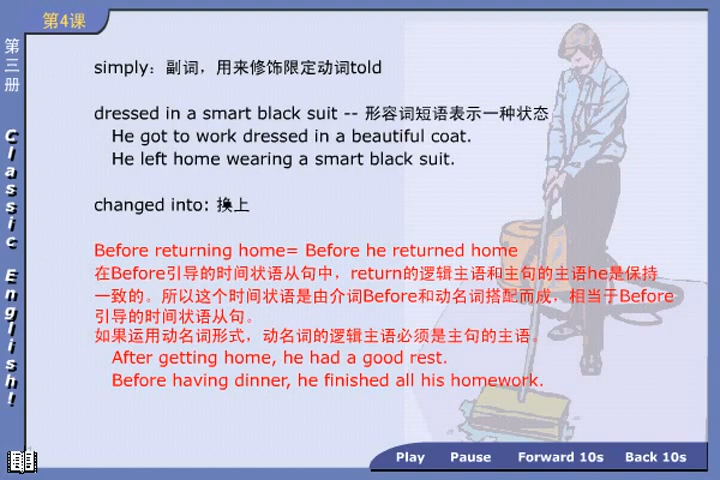 第4课
第三册
Classic English!
simply：副词，用来修饰限定动词told
dressed in a smart black suit -- 形容词短语表示一种状态
He got to work dressed in a beautiful coat.
He left home wearing a smart black suit.
changed into: 换上
Before returning home= Before he returned home
在Before引导的时间状语从句中，return的逻辑主语和主句的主语he是保持
一致的。所以这个时间状语是由介词Before和动名词搭配而成，相当于Before
引导的时间状语从句。
如果运用动名词形式，动名词的逻辑主语必须是主句的主语。
After getting home, he had a good rest.
Before having dinner, he finished all his homework.
Play Pause Forward 10s Back 10s